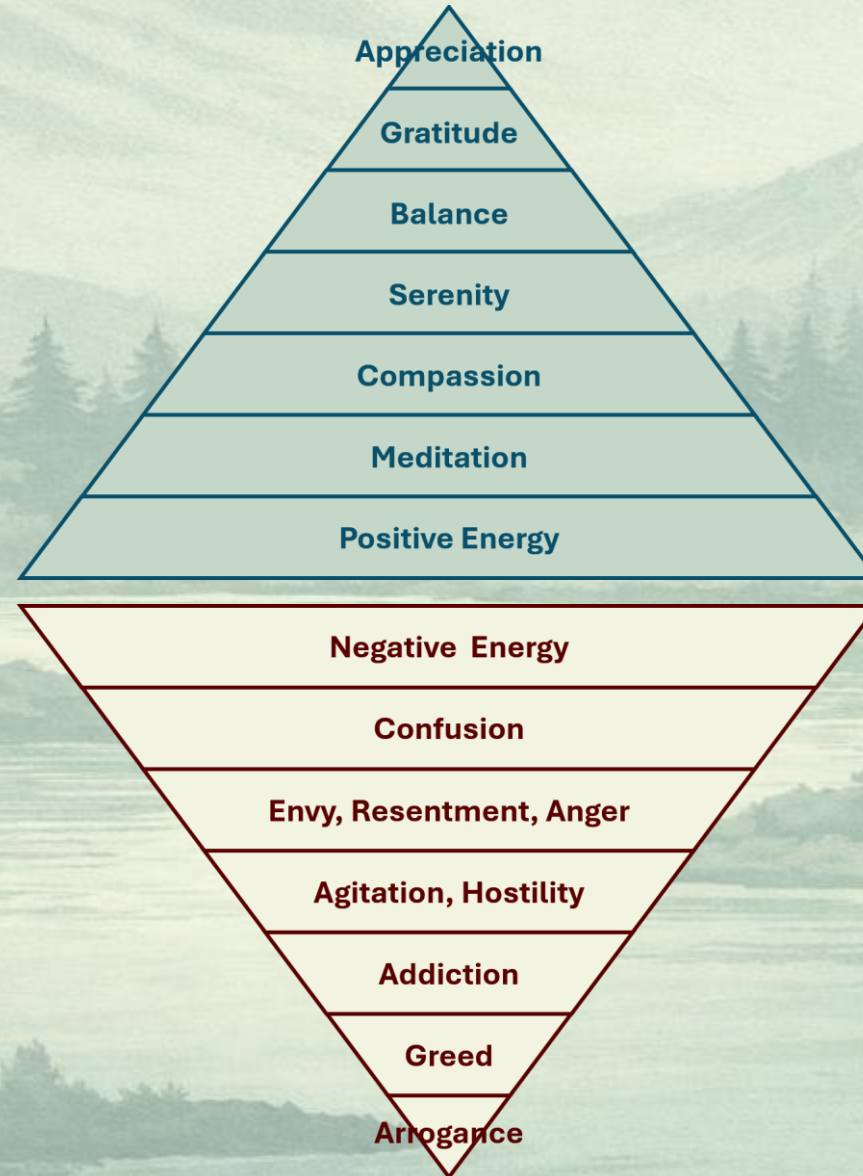 Appreciation
Gratitude
Balance
Serenity
Compassion
Meditation
Positive Energy
Negative  Energy
Confusion
Envy, Resentment, Anger
Agitation, Hostility
Addiction
Greed
Arrogance